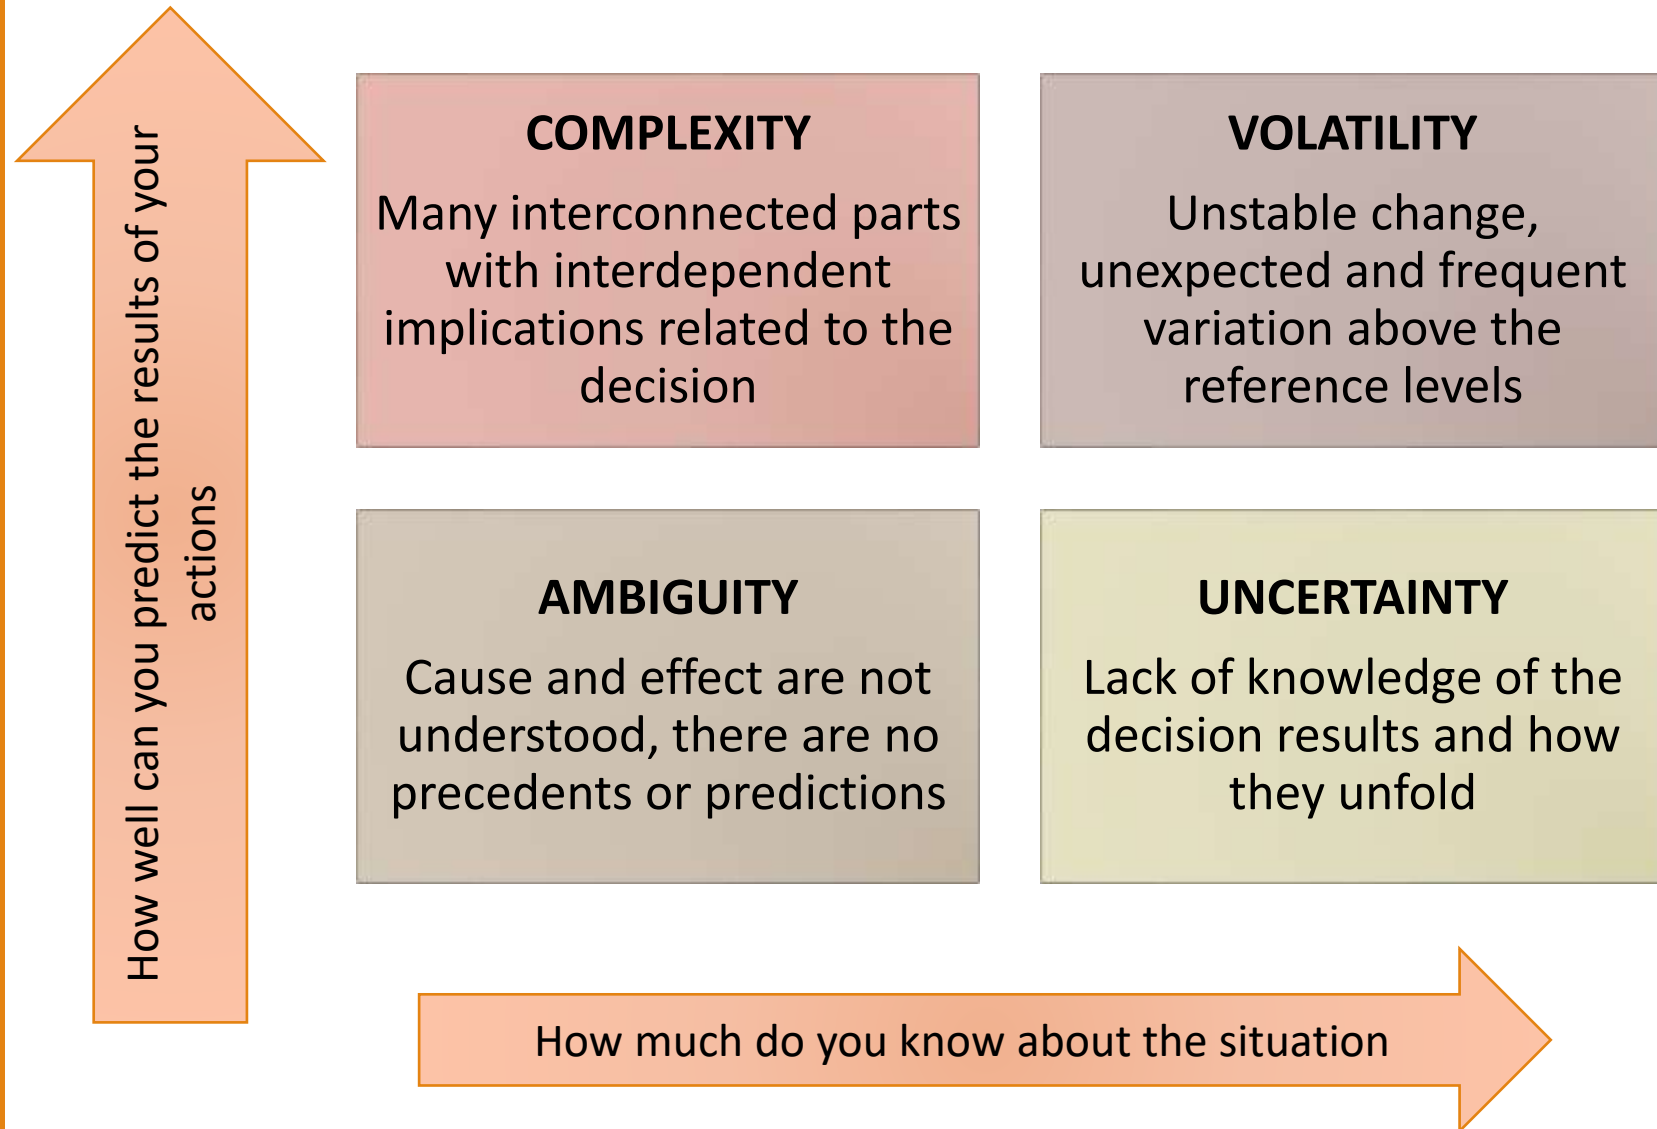 How well can you predict the results of your
actions
COMPLEXITY
Many interconnected parts
with interdependent
implications related to the
decision
VOLATILITY
Unstable change,
unexpected and frequent
variation above the
reference levels
AMBIGUITY
Cause and effect are not
understood, there are no
precedents or predictions
UNCERTAINTY
Lack of knowledge of the
decision results and how
they unfold
How much do you know about the situation